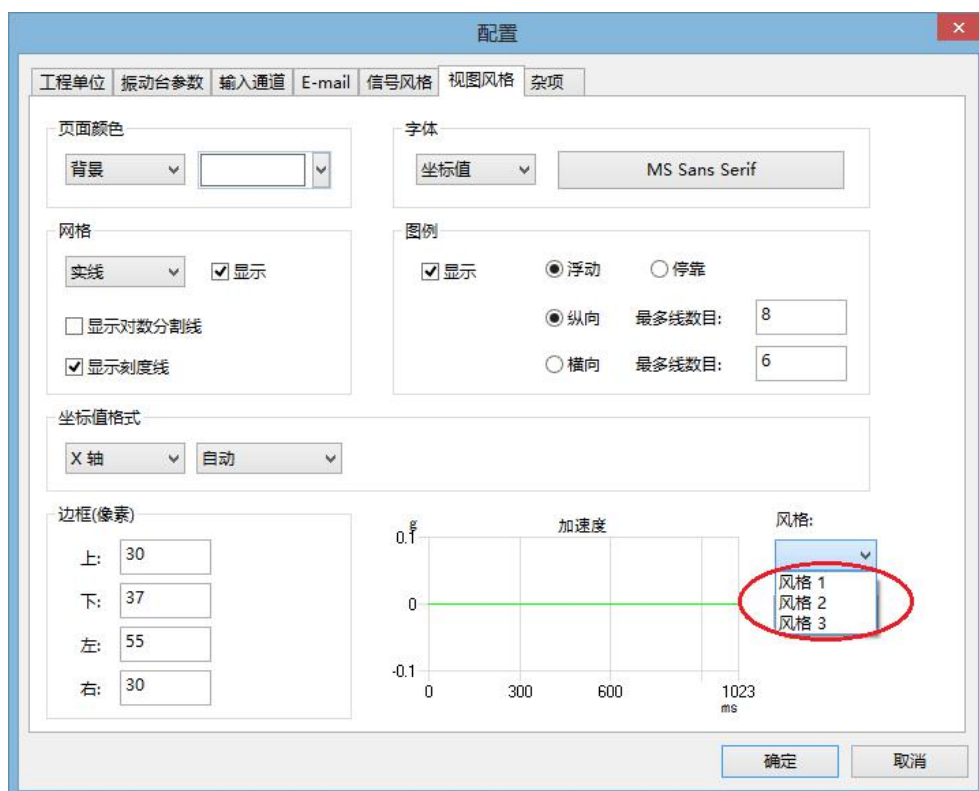 配置
工程单位 振动台参数 输入通道 E-mail 信号风格 视图风格 杂项
页面颜色
背景
字体
坐标值 MS Sans Serif
网格
实线 显示
显示对数分割线
显示刻度线
图例
显示 浮动 停靠
纵向 最多线数目: 8
横向 最多线数目: 6
坐标值格式
X 轴 自动
边框(像素)
上: 30
下: 37
左: 55
右: 30
加速度
g
0.1
0
-0.1
0 300 600 1023
ms
风格:
风格 1
风格 2
风格 3
确定 取消